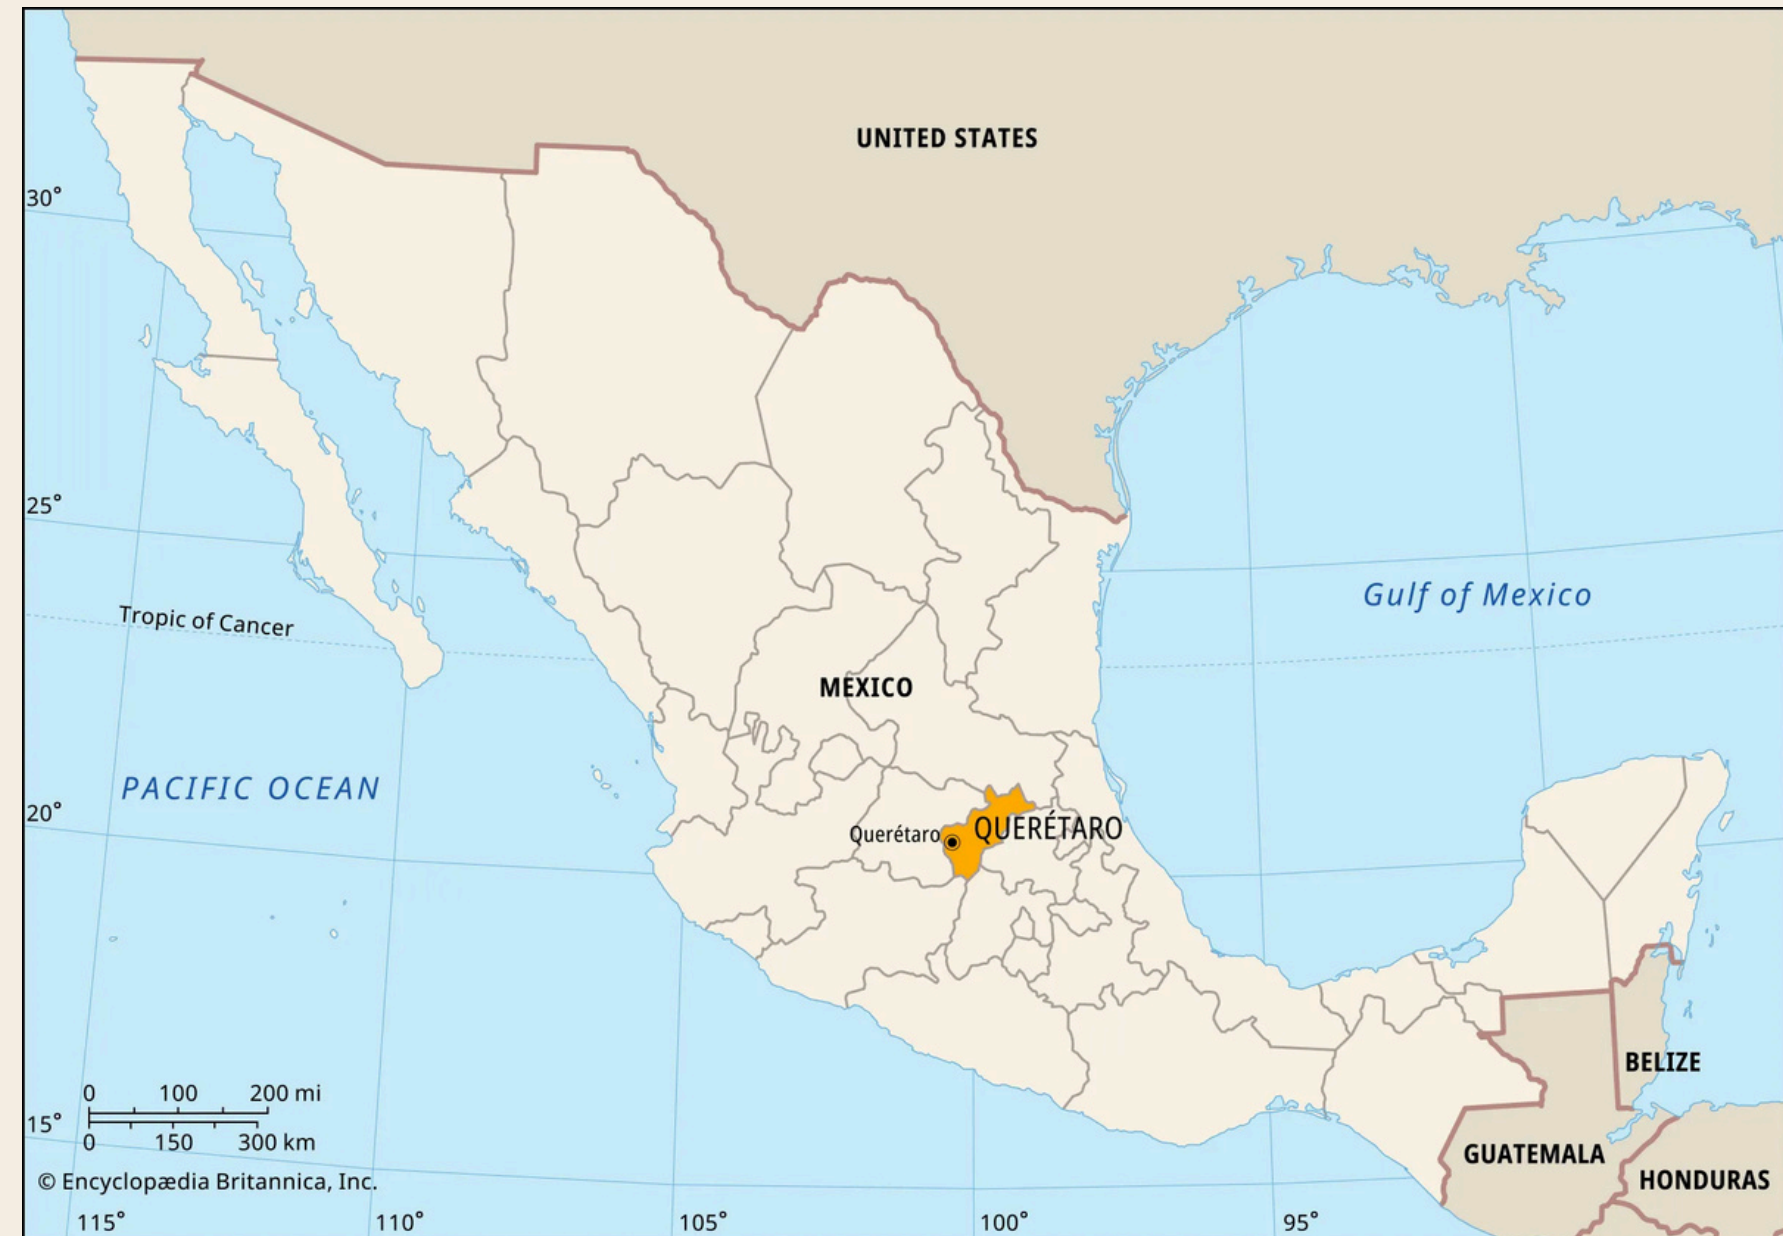 UNITED STATES
30°
25°
Gulf of Mexico
Tropic of Cancer
MEXICO
PACIFIC OCEAN
20°
Querétaro
QUERÉTARO
BELIZE
0 100 200 mi
15°
0 150 300 km
GUATEMALA
HONDURAS
© Encyclopædia Britannica, Inc.
115° 110° 105° 100° 95°